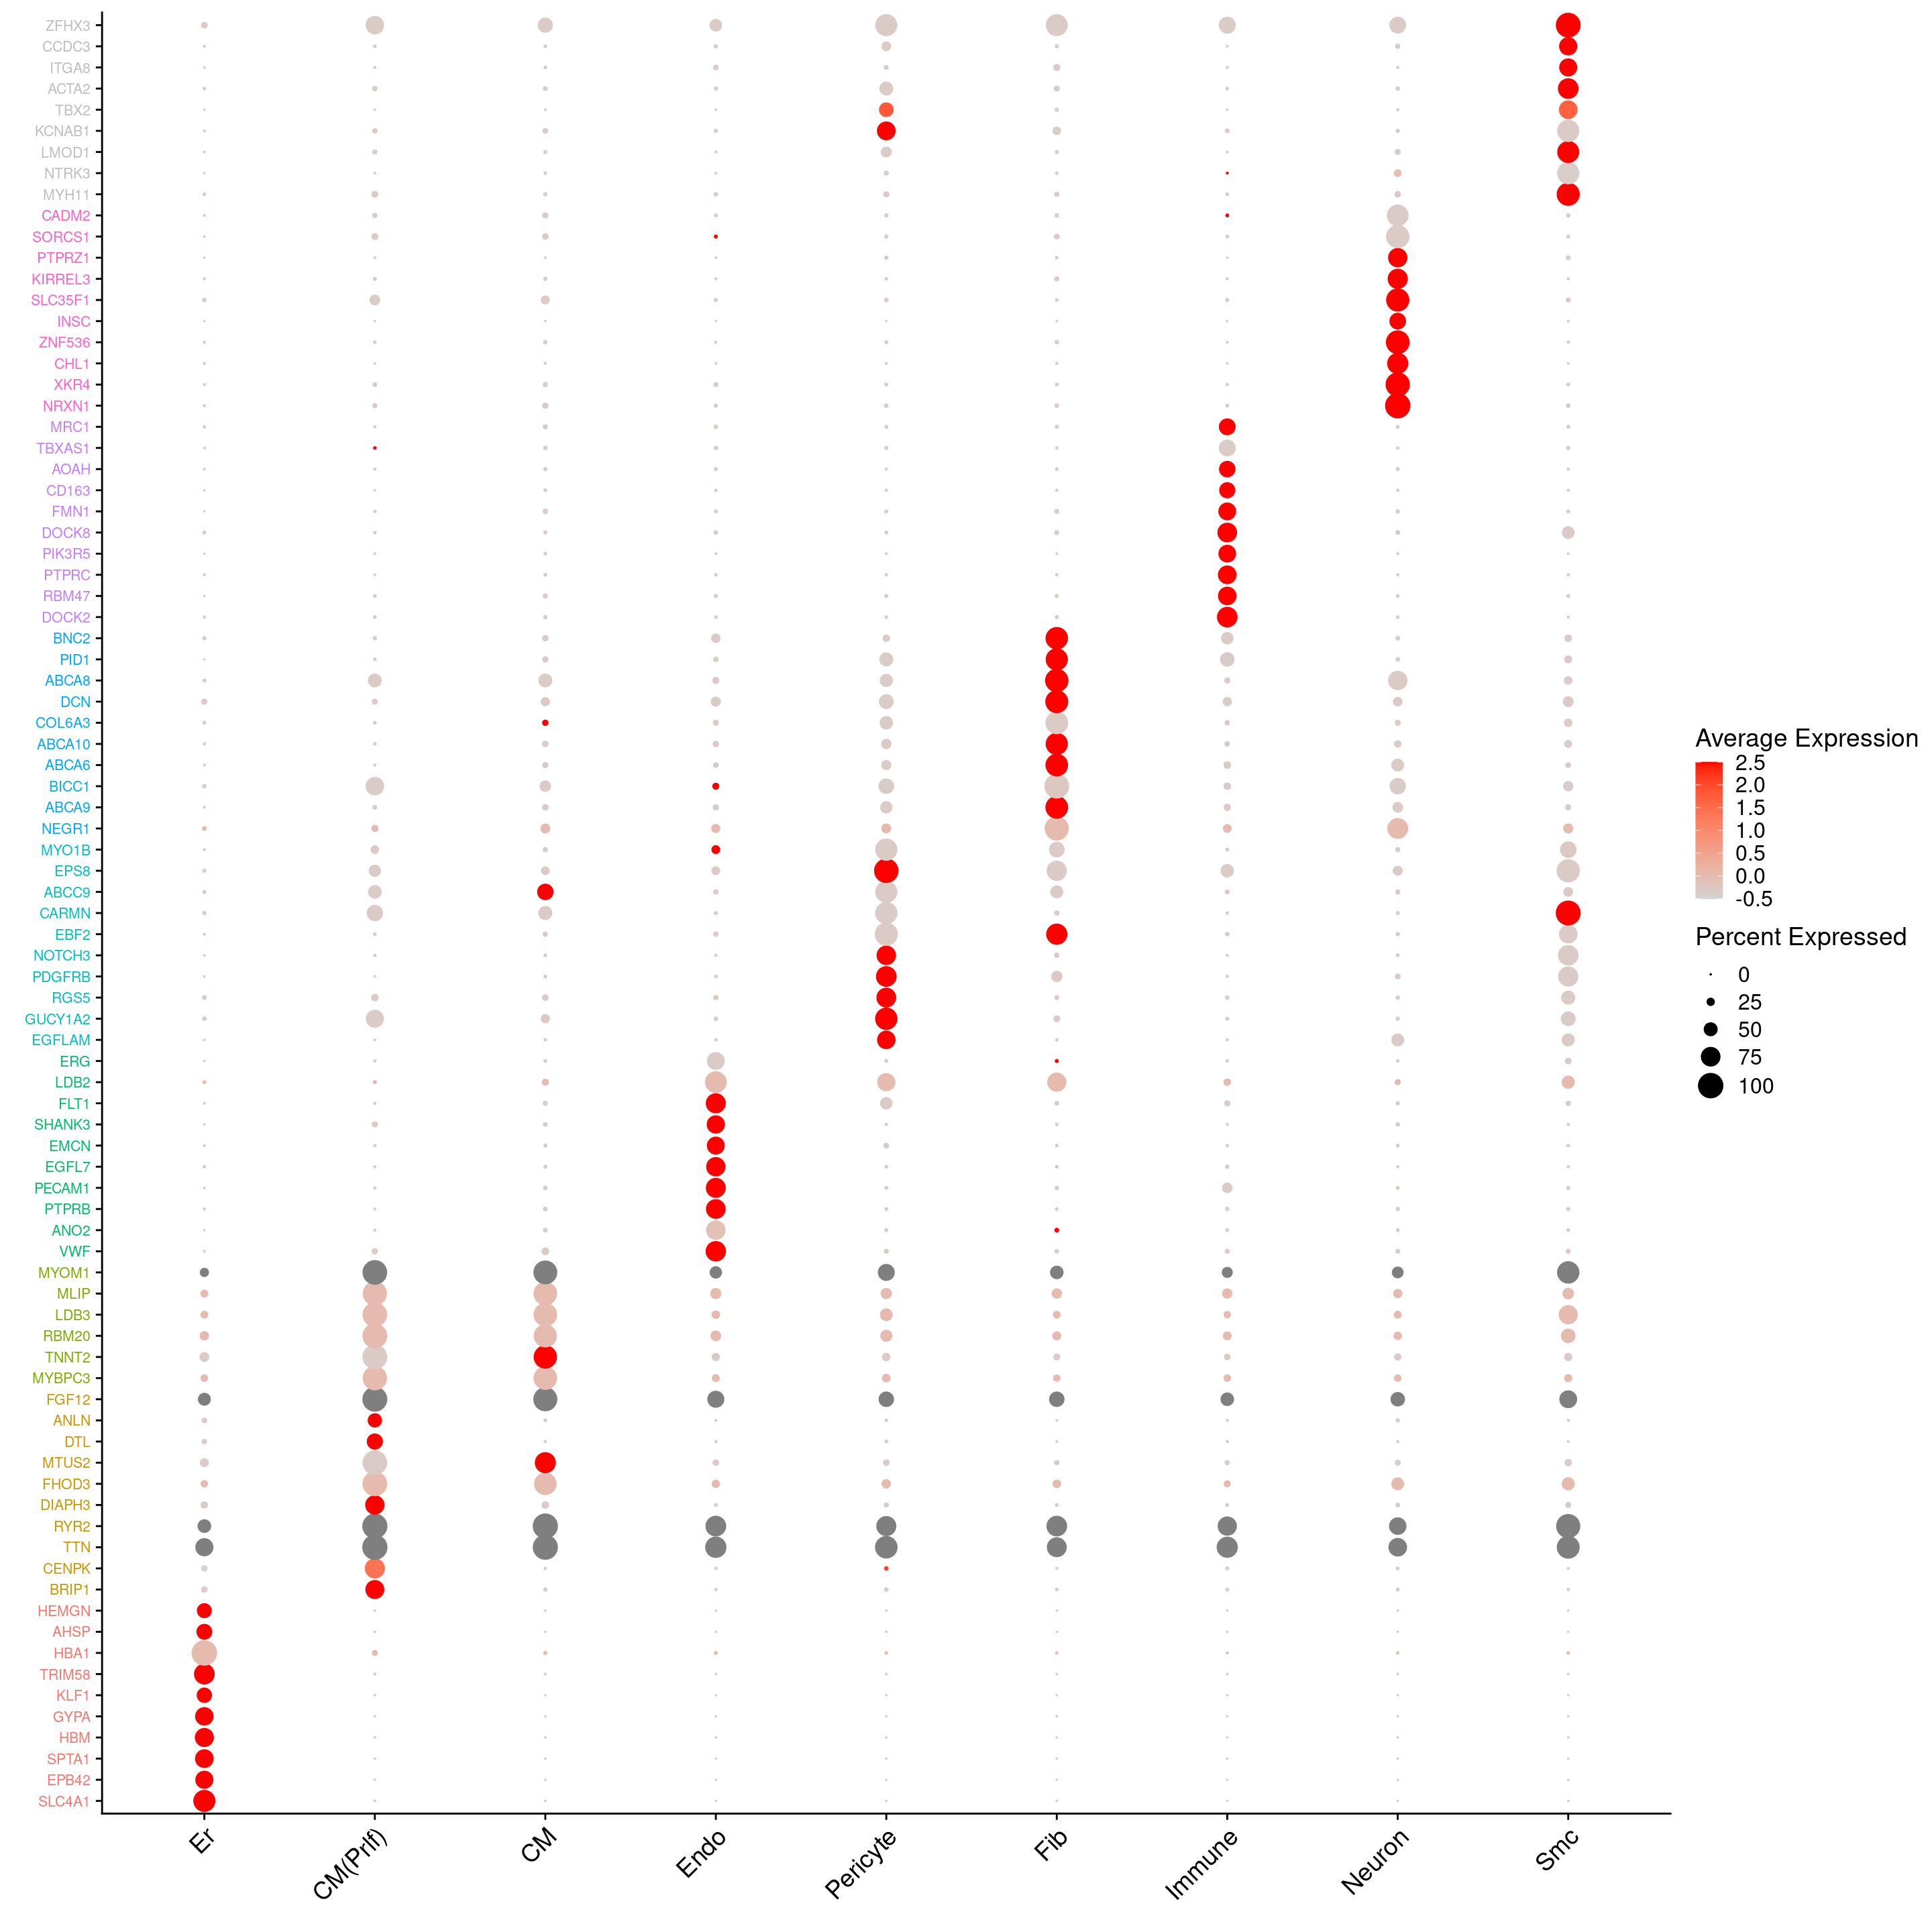 ZFHX3
CCDC3
ITGA8
ACTA2
TBX2
KCNAB1
LMOD1
NTRK3
MYH11
CADM2
SORCS1
PTPRZ1
KIRREL3
SLC35F1
INSC
ZNF536
CHL1
XKR4
NRXN1
MRC1
TBXAS1
AOAH
CD163
FMN1
DOCK8
PIK3R5
PTPRC
RBM47
DOCK2
BNC2
PID1
ABCA8
DCN
COL6A3
ABCA10
ABCA6
BICC1
ABCA9
NEGR1
MYO1B
EPS8
ABCC9
CARMN
EBF2
NOTCH3
PDGFRB
RGS5
GUCY1A2
EGFLAM
ERG
LDB2
FLT1
SHANK3
EMCN
EGFL7
PECAM1
PTPRB
ANO2
VWF
MYOM1
MLIP
LDB3
RBM20
TNNT2
MYBPC3
FGF12
ANLN
DTL
MTUS2
FHOD3
DIAPH3
RYR2
TTN
CENPK
BRIP1
HEMGN
AHSP
HBA1
TRIM58
KLF1
GYPA
HBM
SPTA1
EPB42
SLC4A1
Er
CM(Prlf)
CM
Endo
Pericyte
Fib
Immune
Neuron
Smc
Average Expression
2.5
2.0
1.5
1.0
0.5
0.0
-0.5
Percent Expressed
0
25
50
75
100